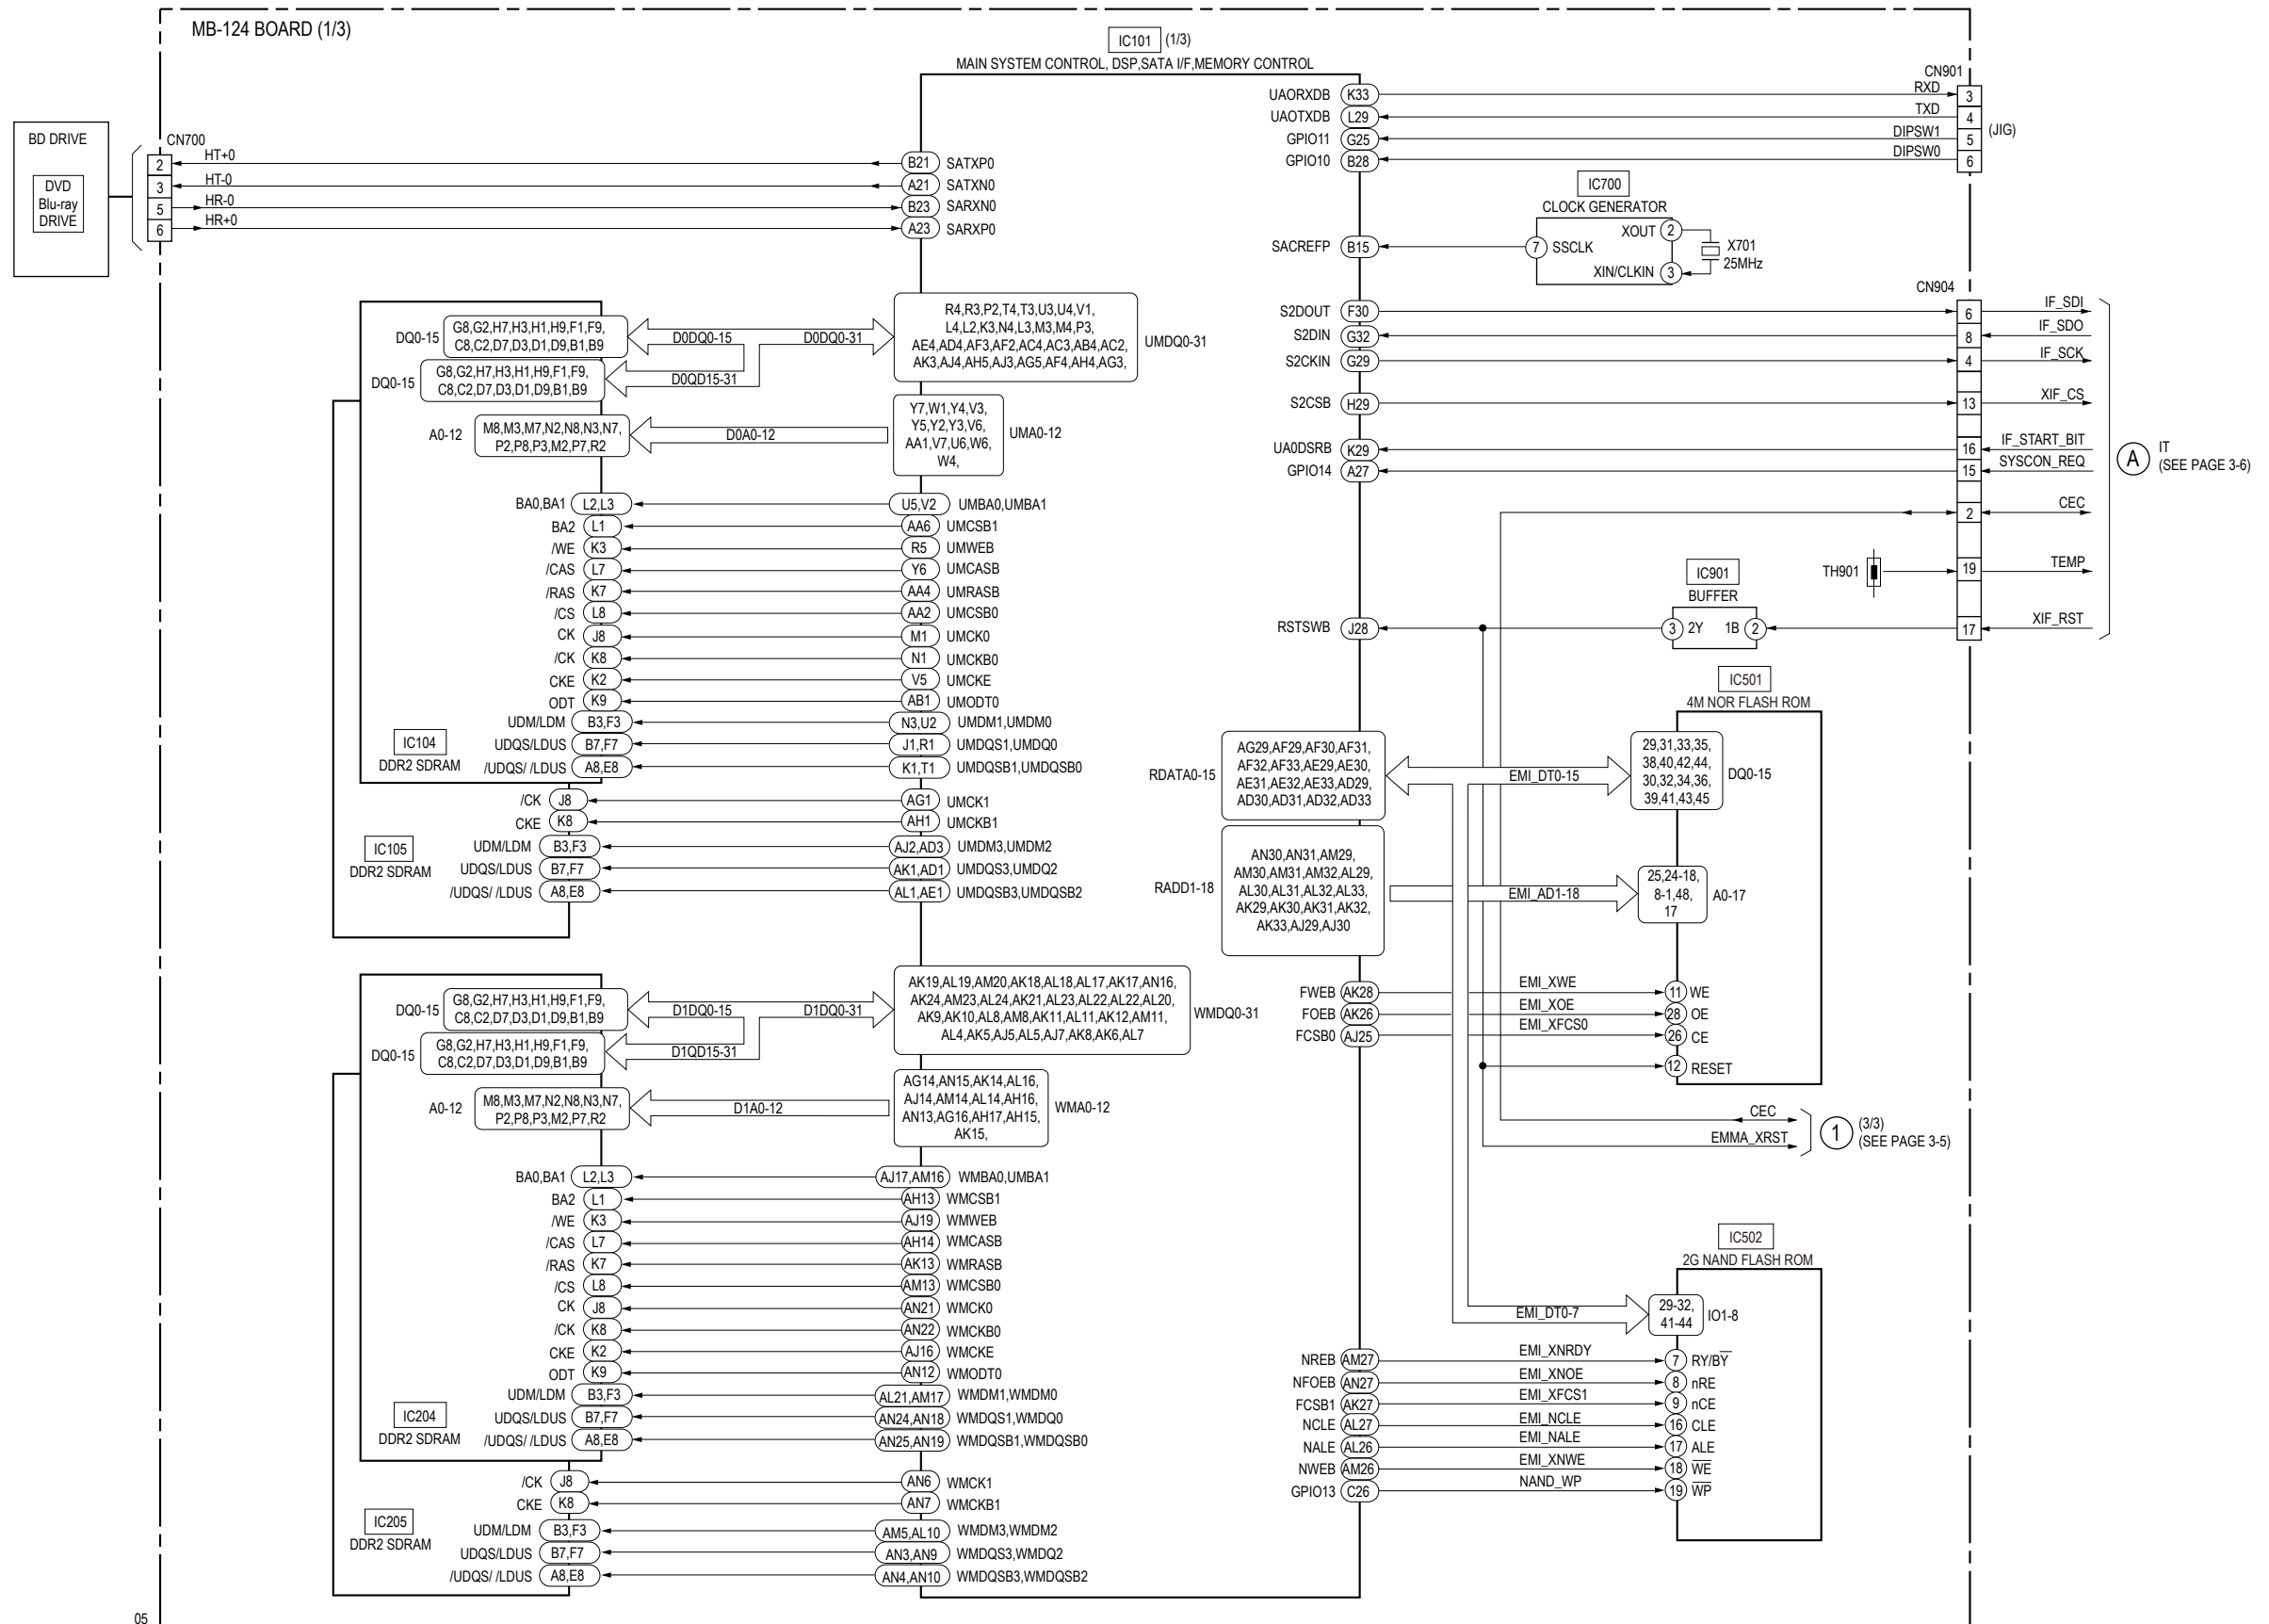 MB-124 BOARD (1/3)
IC101 (1/3)
MAIN SYSTEM CONTROL, DSP,SATA I/F,MEMORY CONTROL
BD DRIVE
DVD
Blu-ray
DRIVE
CN700
2 HT+0 B21 SATXP0
3 HT-0 A21 SATXN0
5 HR-0 B23 SARXN0
6 HR+0 A23 SARXP0
CN901
UAORXDB K33 RXD 3
UAOTXDB L29 TXD 4
GPIO11 G25 DIPSW1 5
GPIO10 B28 DIPSW0 6
(JIG)
IC700
CLOCK GENERATOR
SACREFP B15 7 SSCLK
XOUT 2
XIN/CLKIN 3
X701
25MHz
CN904
S2DOUT F30 6 IF_SDI
S2DIN G32 8 IF_SDO
S2CKIN G29 4 IF_SCK
S2CSB H29 13 XIF_CS
UA0DSRB K29 16 IF_START_BIT
GPIO14 A27 15 SYSCON_REQ
2 CEC
TH901 19 TEMP
IC901
BUFFER
RSTSWB J28 3 2Y 1B 2 17 XIF_RST
A IT
(SEE PAGE 3-6)
DQ0-15
G8,G2,H7,H3,H1,H9,F1,F9,
C8,C2,D7,D3,D1,D9,B1,B9
D0DQ0-15
D0DQ0-31
R4,R3,P2,T4,T3,U3,U4,V1,
L4,L2,K3,N4,L3,M3,M4,P3,
AE4,AD4,AF3,AF2,AC4,AC3,AB4,AC2,
AK3,AJ4,AH5,AJ3,AG5,AF4,AH4,AG3,
UMDQ0-31
DQ0-15
G8,G2,H7,H3,H1,H9,F1,F9,
C8,C2,D7,D3,D1,D9,B1,B9
D0QD15-31
A0-12
M8,M3,M7,N2,N8,N3,N7,
P2,P8,P3,M2,P7,R2
D0A0-12
Y7,W1,Y4,V3,
Y5,Y2,Y3,V6,
AA1,V7,U6,W6,
W4,
UMA0-12
BA0,BA1 L2,L3 U5,V2 UMBA0,UMBA1
BA2 L1 AA6 UMCSB1
/WE K3 R5 UMWEB
/CAS L7 Y6 UMCASB
/RAS K7 AA4 UMRASB
/CS L8 AA2 UMCSB0
CK J8 M1 UMCK0
/CK K8 N1 UMCKB0
CKE K2 V5 UMCKE
ODT K9 AB1 UMODT0
UDM/LDM B3,F3 N3,U2 UMDM1,UMDM0
UDQS/LDUS B7,F7 J1,R1 UMDQS1,UMDQ0
/UDQS/ /LDUS A8,E8 K1,T1 UMDQSB1,UMDQSB0
IC104
DDR2 SDRAM
/CK J8 AG1 UMCK1
CKE K8 AH1 UMCKB1
UDM/LDM B3,F3 AJ2,AD3 UMDM3,UMDM2
UDQS/LDUS B7,F7 AK1,AD1 UMDQS3,UMDQ2
/UDQS/ /LDUS A8,E8 AL1,AE1 UMDQSB3,UMDQSB2
IC105
DDR2 SDRAM
IC501
4M NOR FLASH ROM
RDATA0-15
AG29,AF29,AF30,AF31,
AF32,AF33,AE29,AE30,
AE31,AE32,AE33,AD29,
AD30,AD31,AD32,AD33
EMI_DT0-15
29,31,33,35,
38,40,42,44,
30,32,34,36,
39,41,43,45
DQ0-15
RADD1-18
AN30,AN31,AM29,
AM30,AM31,AM32,AL29,
AL30,AL31,AL32,AL33,
AK29,AK30,AK31,AK32,
AK33,AJ29,AJ30
EMI_AD1-18
25,24-18,
8-1,48,
17
A0-17
FWEB AK28 EMI_XWE 11 WE
FOEB AK26 EMI_XOE 28 OE
FCSB0 AJ25 EMI_XFCS0 26 CE
12 RESET
CEC
EMMA_XRST
1 (3/3)
(SEE PAGE 3-5)
DQ0-15
G8,G2,H7,H3,H1,H9,F1,F9,
C8,C2,D7,D3,D1,D9,B1,B9
D1DQ0-15
D1DQ0-31
AK19,AL19,AM20,AK18,AL18,AL17,AK17,AN16,
AK24,AM23,AL24,AK21,AL23,AL22,AL22,AL20,
AK9,AK10,AL8,AM8,AK11,AL11,AK12,AM11,
AL4,AK5,AJ5,AL5,AJ7,AK8,AK6,AL7
WMDQ0-31
DQ0-15
G8,G2,H7,H3,H1,H9,F1,F9,
C8,C2,D7,D3,D1,D9,B1,B9
D1QD15-31
A0-12
M8,M3,M7,N2,N8,N3,N7,
P2,P8,P3,M2,P7,R2
D1A0-12
AG14,AN15,AK14,AL16,
AJ14,AM14,AL14,AH16,
AN13,AG16,AH17,AH15,
AK15,
WMA0-12
BA0,BA1 L2,L3 AJ17,AM16 WMBA0,UMBA1
BA2 L1 AH13 WMCSB1
/WE K3 AJ19 WMWEB
/CAS L7 AH14 WMCASB
/RAS K7 AK13 WMRASB
/CS L8 AM13 WMCSB0
CK J8 AN21 WMCK0
/CK K8 AN22 WMCKB0
CKE K2 AJ16 WMCKE
ODT K9 AN12 WMODT0
UDM/LDM B3,F3 AL21,AM17 WMDM1,WMDM0
UDQS/LDUS B7,F7 AN24,AN18 WMDQS1,WMDQ0
/UDQS/ /LDUS A8,E8 AN25,AN19 WMDQSB1,WMDQSB0
IC204
DDR2 SDRAM
/CK J8 AN6 WMCK1
CKE K8 AN7 WMCKB1
UDM/LDM B3,F3 AM5,AL10 WMDM3,WMDM2
UDQS/LDUS B7,F7 AN3,AN9 WMDQS3,WMDQ2
/UDQS/ /LDUS A8,E8 AN4,AN10 WMDQSB3,WMDQSB2
IC205
DDR2 SDRAM
IC502
2G NAND FLASH ROM
EMI_DT0-7
29-32,
41-44
IO1-8
NREB AM27 EMI_XNRDY 7 RY/BY
NFOEB AN27 EMI_XNOE 8 nRE
FCSB1 AK27 EMI_XFCS1 9 nCE
NCLE AL27 EMI_NCLE 16 CLE
NALE AL26 EMI_NALE 17 ALE
NWEB AM26 EMI_XNWE 18 WE
GPIO13 C26 NAND_WP 19 WP
05